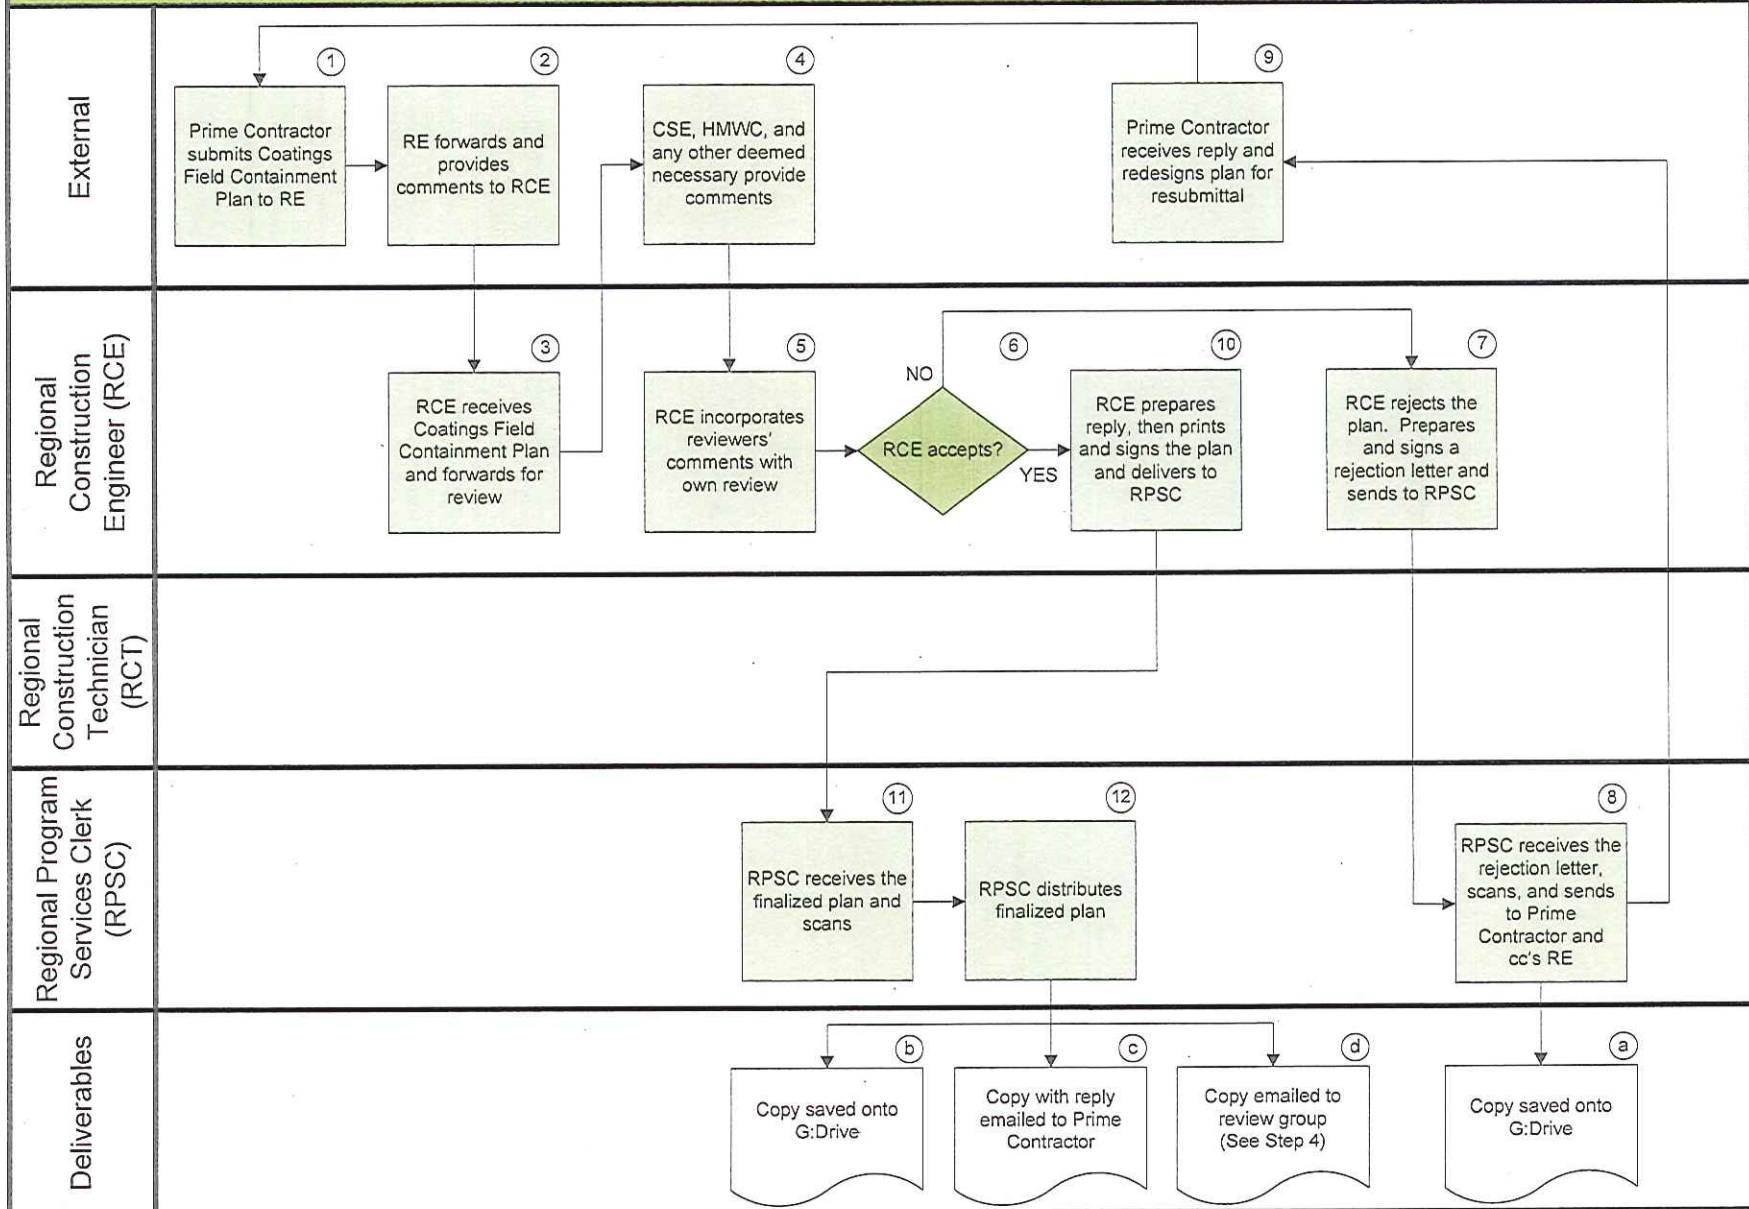 External
1
Prime Contractor
submits Coatings
Field Containment
Plan to RE
2
RE forwards and
provides
comments to RCE
4
CSE, HMWC, and
any other deemed
necessary provide
comments
9
Prime Contractor
receives reply and
redesigns plan for
resubmittal
Regional
Construction
Engineer (RCE)
3
RCE receives
Coatings Field
Containment Plan
and forwards for
review
5
RCE incorporates
reviewers'
comments with
own review
6
NO
RCE accepts?
YES
10
RCE prepares
reply, then prints
and signs the plan
and delivers to
RPSC
7
RCE rejects the
plan. Prepares
and signs a
rejection letter and
sends to RPSC
Regional
Construction
Technician
(RCT)
Regional Program
Services Clerk
(RPSC)
11
RPSC receives the
finalized plan and
scans
12
RPSC distributes
finalized plan
8
RPSC receives the
rejection letter,
scans, and sends
to Prime
Contractor and
cc's RE
Deliverables
b
Copy saved onto
G:Drive
c
Copy with reply
emailed to Prime
Contractor
d
Copy emailed to
review group
(See Step 4)
a
Copy saved onto
G:Drive